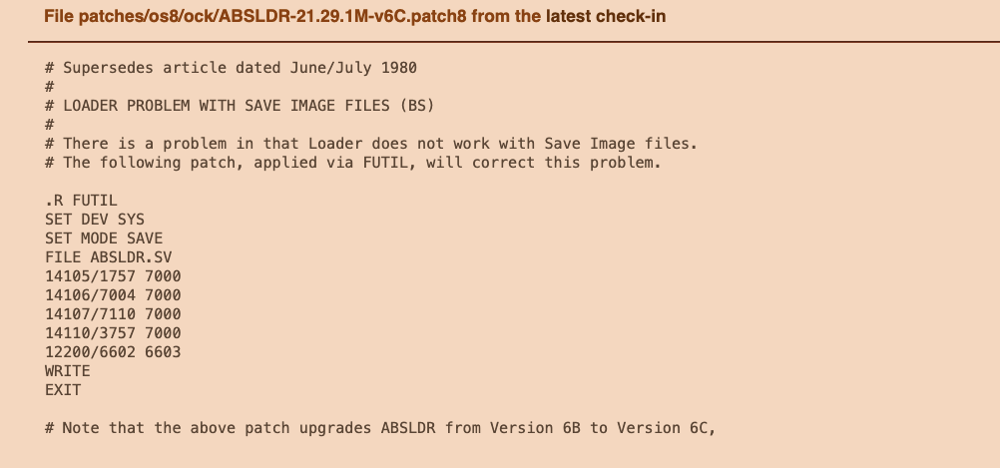 File patches/os8/ock/ABSLDR-21.29.1M-v6C.patch8 from the latest check-in
# Supersedes article dated June/July 1980
#
# LOADER PROBLEM WITH SAVE IMAGE FILES (BS)
#
# There is a problem in that Loader does not work with Save Image files.
# The following patch, applied via FUTIL, will correct this problem.
.R FUTIL
SET DEV SYS
SET MODE SAVE
FILE ABSLDR.SV
14105/1757 7000
14106/7004 7000
14107/7110 7000
14110/3757 7000
12200/6602 6603
WRITE
EXIT
# Note that the above patch upgrades ABSLDR from Version 6B to Version 6C,